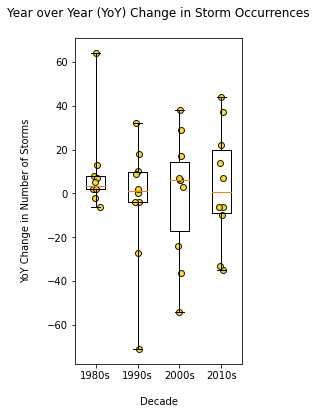 Year over Year (YoY) Change in Storm Occurrences
60
40
20
0
−20
−40
−60
YoY Change in Number of Storms
1980s 1990s 2000s 2010s
Decade